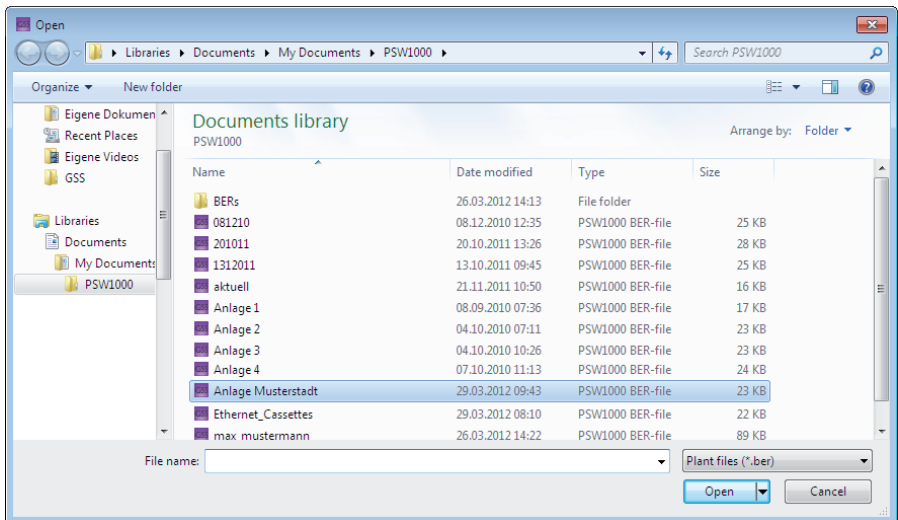 Open
Libraries Documents My Documents PSW1000
Search PSW1000
Organize New folder
Eigene Dokumen
Recent Places
Eigene Videos
GSS
Libraries
Documents
My Documents
PSW1000
Documents library
PSW1000
Arrange by: Folder
Name Date modified Type Size
BERs 26.03.2012 14:13 File folder
081210 08.12.2010 12:35 PSW1000 BER-file 25 KB
201011 20.10.2011 13:26 PSW1000 BER-file 28 KB
1312011 13.10.2011 09:45 PSW1000 BER-file 25 KB
aktuell 21.11.2011 10:50 PSW1000 BER-file 16 KB
Anlage 1 08.09.2010 07:36 PSW1000 BER-file 17 KB
Anlage 2 04.10.2010 07:11 PSW1000 BER-file 23 KB
Anlage 3 04.10.2010 10:26 PSW1000 BER-file 23 KB
Anlage 4 07.10.2010 11:13 PSW1000 BER-file 24 KB
Anlage Musterstadt 29.03.2012 09:43 PSW1000 BER-file 23 KB
Ethernet_Cassettes 29.03.2012 08:10 PSW1000 BER-file 22 KB
max_mustermann 26.03.2012 14:22 PSW1000 BER-file 89 KB
File name:
Plant files (*.ber)
Open Cancel